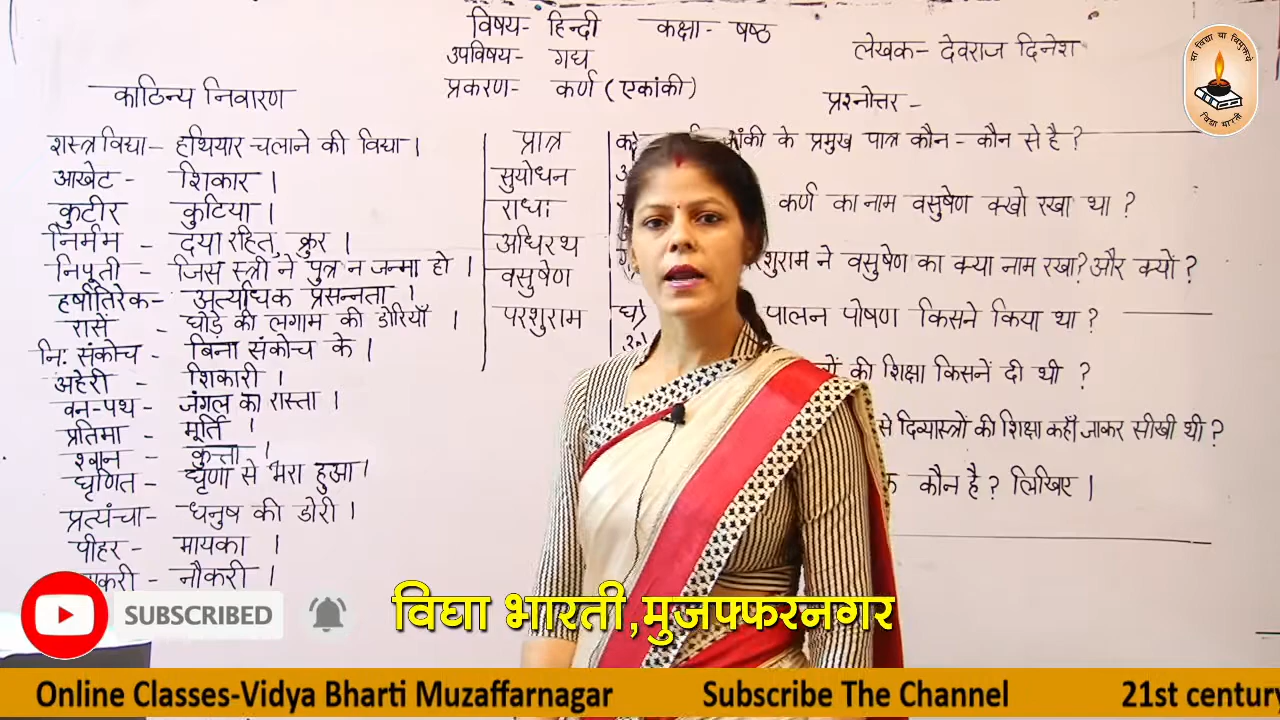 विषय- हिन्दी कक्षा- षष्ठ
उपविषय- गद्य
लेखक- देवराज दिनेश
प्रकरण- कर्ण (एकांकी)
सा विद्या या विमुक्तये
विद्या भारती
काठिन्य निवारण
शस्त्र विद्या- हथियार चलाने की विद्या।
आखेट- शिकार।
कुटीर कुटिया।
निर्मम - दया रहित, क्रुर।
निपूती - जिस स्त्री ने पुत्र न जन्मा हो।
हर्षातिरेक- अत्यधिक प्रसन्नता।
रासें - घोड़े की लगाम की डोरियाँ।
नि: संकोच - बिना संकोच के।
अहेरी - शिकारी।
वन-पथ- जंगल का रास्ता।
प्रतिमा - मूर्ति।
श्वान - कुत्ता।
घृणित- घृणा से भरा हुआ।
प्रत्यंचा- धनुष की डोरी।
पीहर- मायका।
नौकरी।
पात्र
सुयोधन
राधा
अधिरथ
वसुषेण
परशुराम
प्रश्नोत्तर -
के प्रमुख पात्र कौन-कौन से है?
कर्ण का नाम वसुषेण क्यो रखा था?
ने वसुषेण का क्या नाम रखा? और क्यों?
घ)
पालन पोषण किसने किया था?
की शिक्षा किसनें दी थी ?
से दिव्यास्त्रों की शिक्षा कहाँ जाकर सीखी थी?
कौन है? लिखिए।
SUBSCRIBED
विघा भारती,मुजफ्फरनगर
Online Classes-Vidya Bharti Muzaffarnagar Subscribe The Channel 21st century